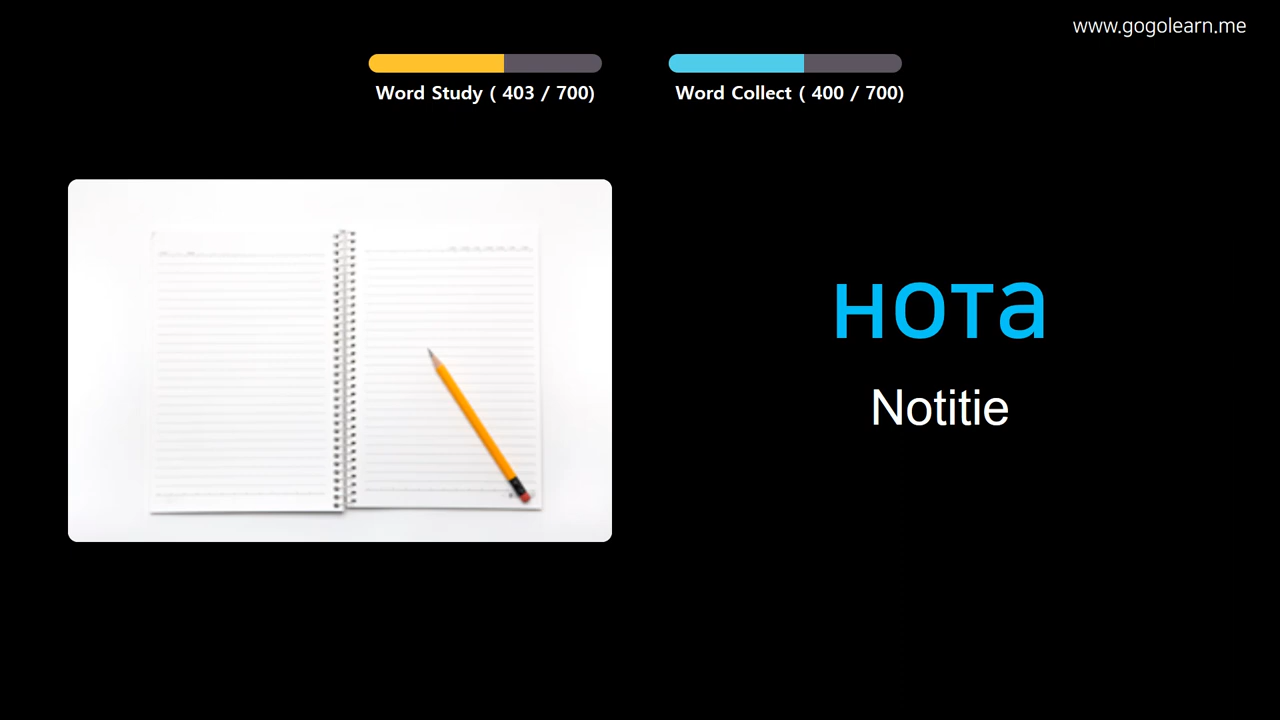 www.gogolearn.me
Word Study ( 403 / 700)
Word Collect ( 400 / 700)
нота
Notitie